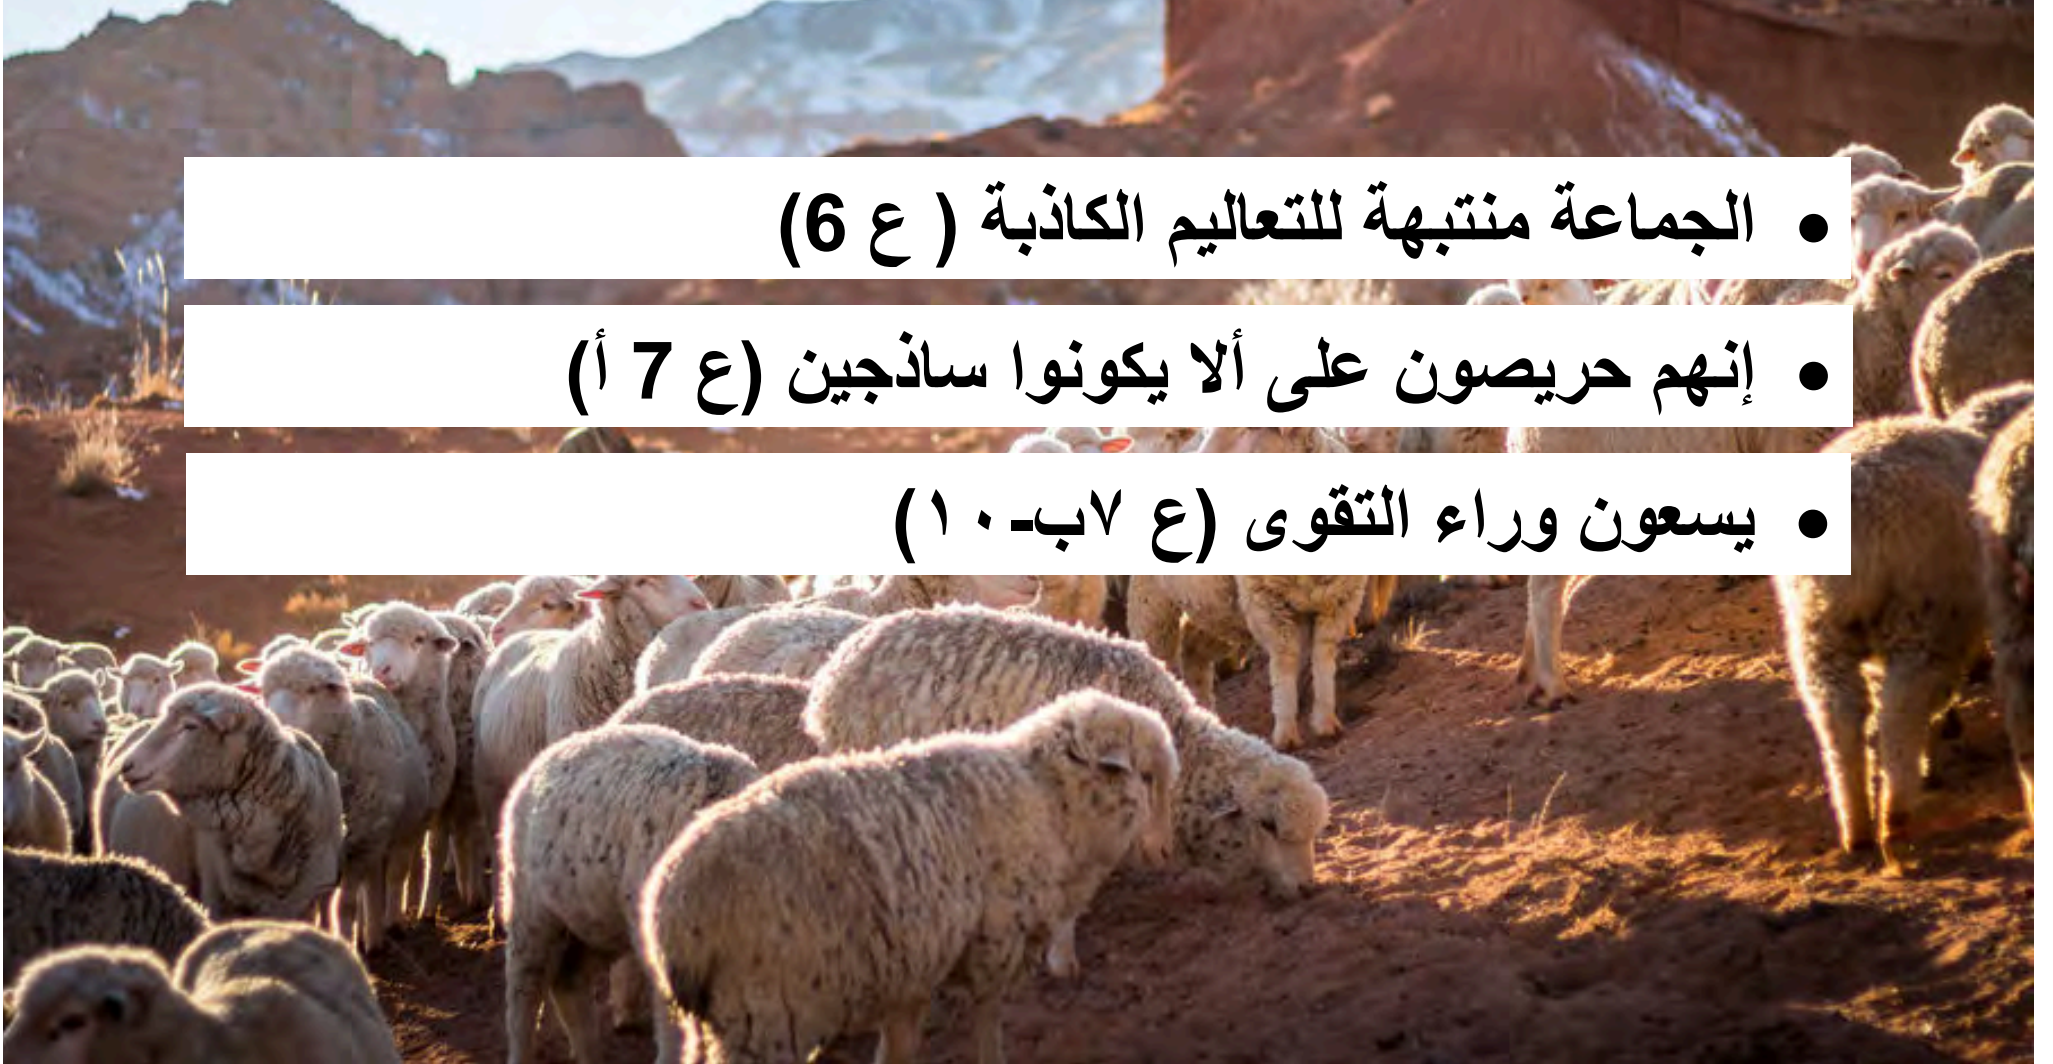 • الجماعة منتبهة للتعاليم الكاذبة ( ع 6)
• إنهم حريصون على ألا يكونوا ساذجين (ع 7 أ)
• يسعون وراء التقوى (ع ٧ب-١٠)